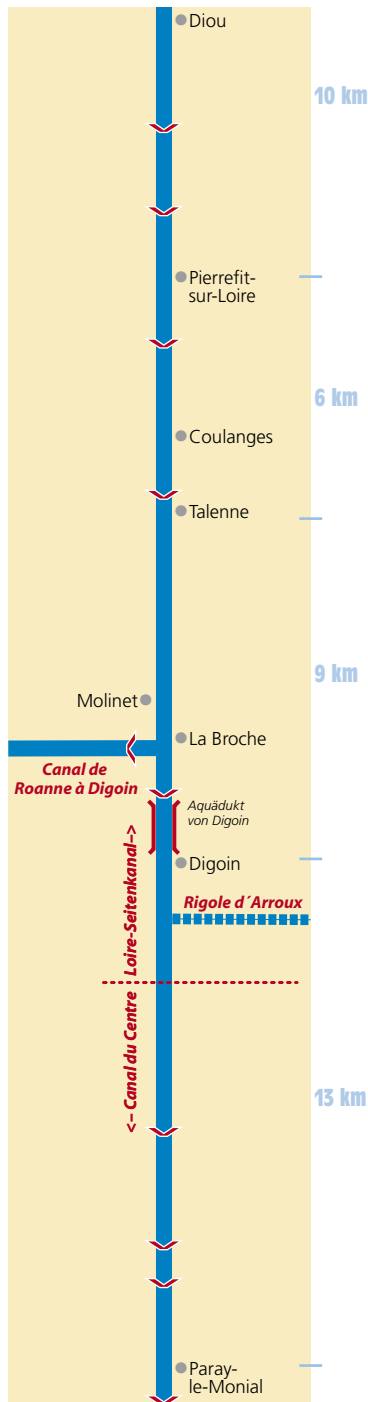 Diou
10 km
Pierrefit-
sur-Loire
6 km
Coulanges
Talenne
9 km
Molinet
La Broche
Canal de
Roanne à Digoin
Aquädukt
von Digoin
Loire-Seitenkanal–>
Digoin
Rigole d´Arroux
<– Canal du Centre
13 km
Paray-
le-Monial